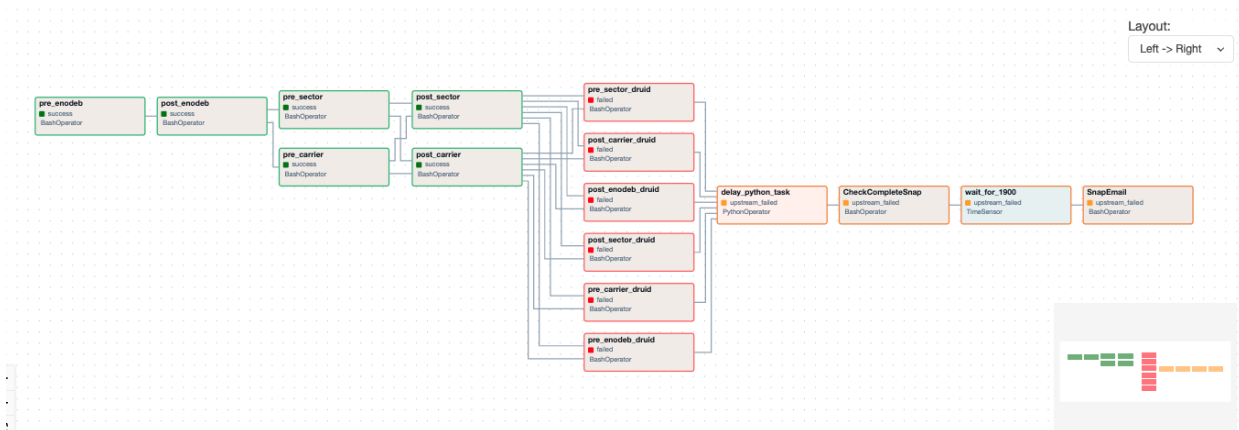 Layout:
Left -> Right
pre_enodeb
success
BashOperator
post_enodeb
success
BashOperator
pre_sector
success
BashOperator
post_sector
success
BashOperator
pre_carrier
success
BashOperator
post_carrier
success
BashOperator
pre_sector_druid
failed
BashOperator
post_carrier_druid
failed
BashOperator
post_enodeb_druid
failed
BashOperator
post_sector_druid
failed
BashOperator
pre_carrier_druid
failed
BashOperator
pre_enodeb_druid
failed
BashOperator
delay_python_task
upstream_failed
PythonOperator
CheckCompleteSnap
upstream_failed
BashOperator
wait_for_1900
upstream_failed
TimeSensor
SnapEmail
upstream_failed
BashOperator